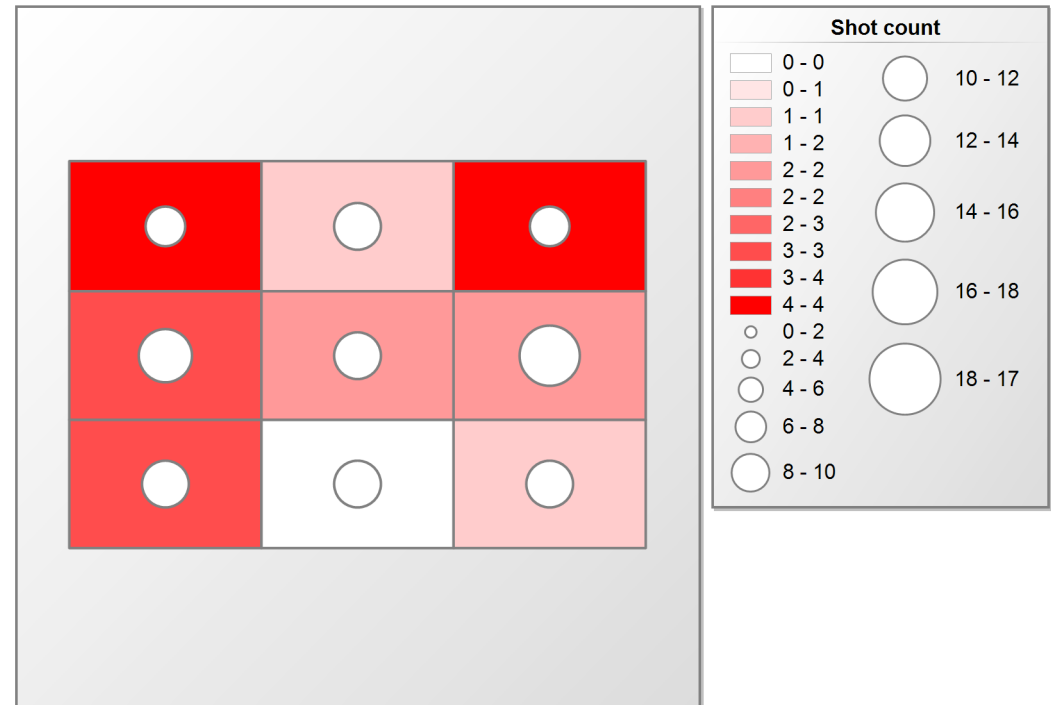 Shot count
0 - 0
0 - 1
1 - 1
1 - 2
2 - 2
2 - 2
2 - 3
3 - 3
3 - 4
4 - 4
0 - 2
2 - 4
4 - 6
6 - 8
8 - 10
10 - 12
12 - 14
14 - 16
16 - 18
18 - 17